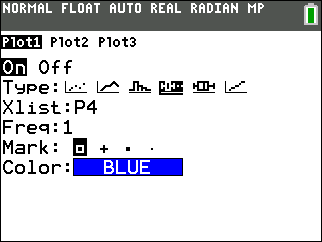 NORMAL FLOAT AUTO REAL RADIAN MP
Plot1 Plot2 Plot3
On Off
Type:
Xlist:P4
Freq:1
Mark: + .
Color: BLUE